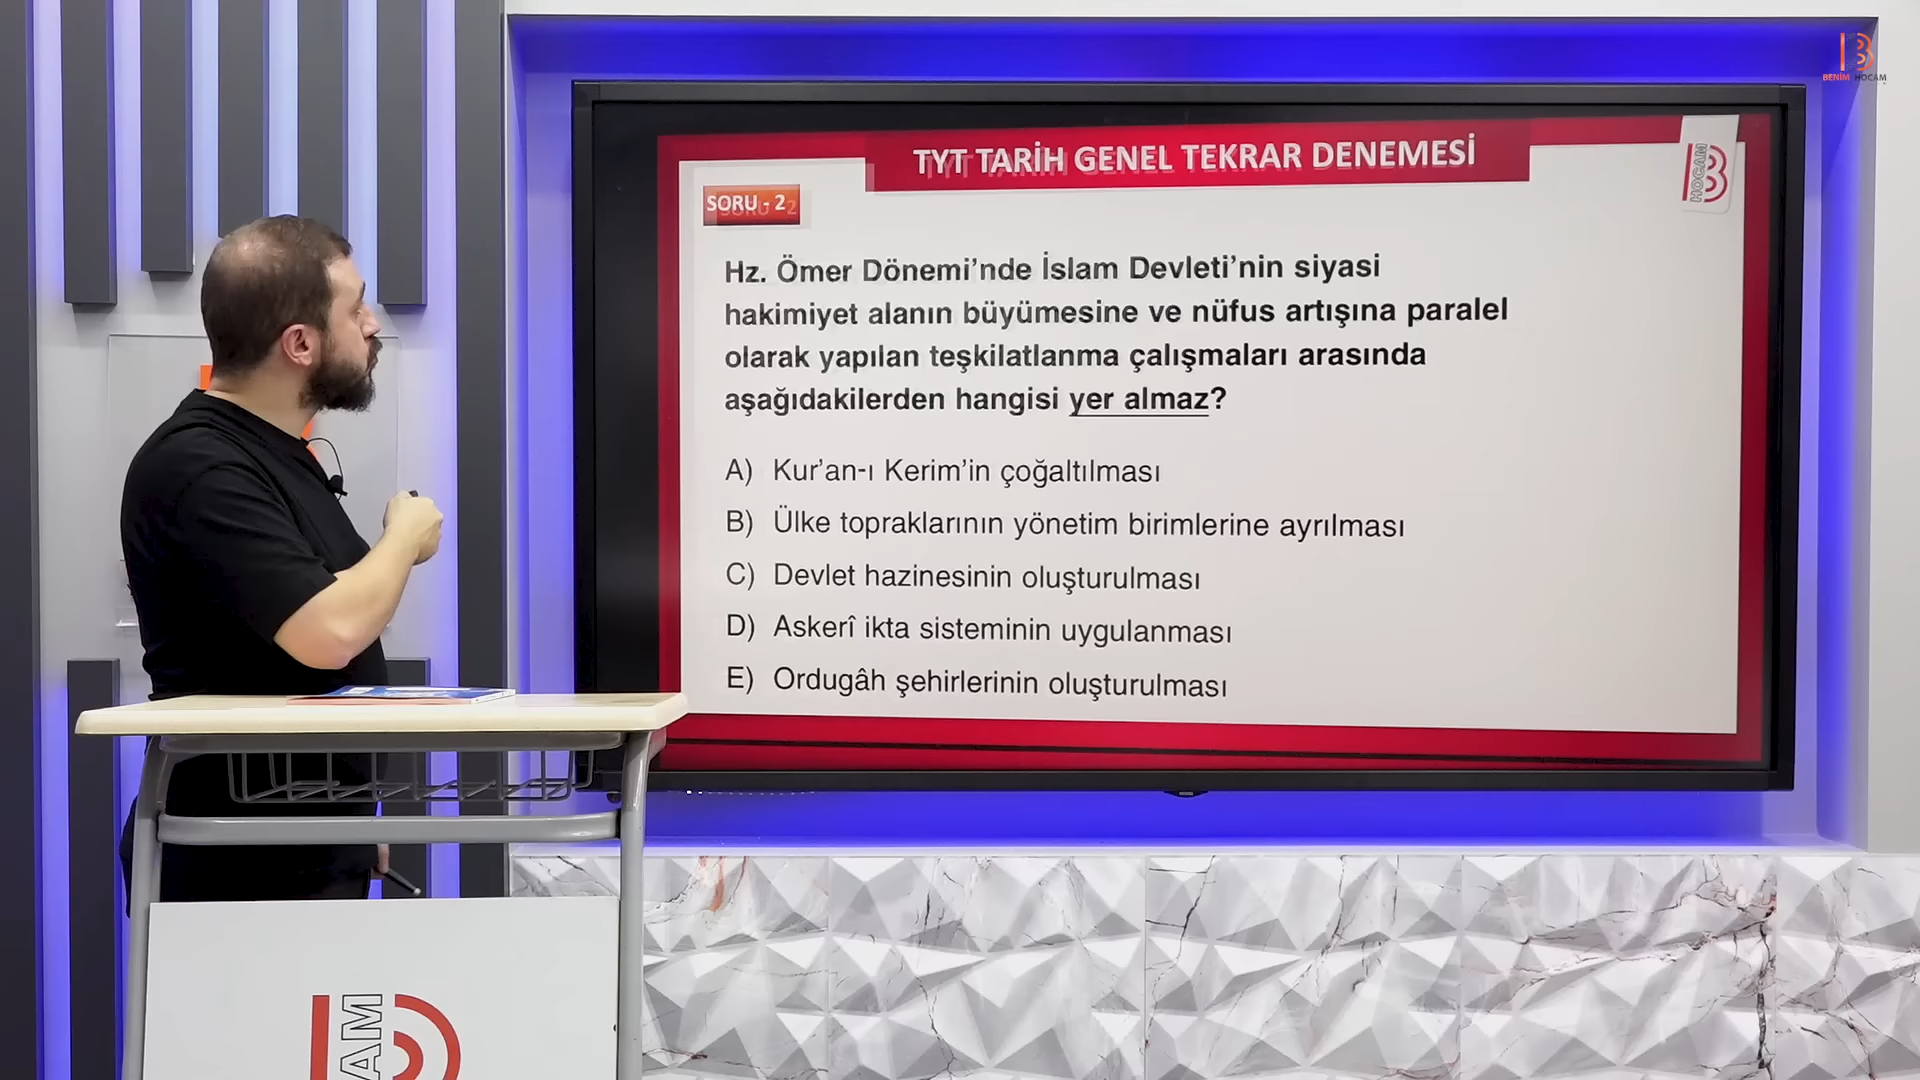 BENİM HOCAM
TYT TARİH GENEL TEKRAR DENEMESİ
HOCAM
SORU - 2
Hz. Ömer Dönemi’nde İslam Devleti’nin siyasi
hakimiyet alanın büyümesine ve nüfus artışına paralel
olarak yapılan teşkilatlanma çalışmaları arasında
aşağıdakilerden hangisi yer almaz?
A) Kur’an-ı Kerim’in çoğaltılması
B) Ülke topraklarının yönetim birimlerine ayrılması
C) Devlet hazinesinin oluşturulması
D) Askerî ikta sisteminin uygulanması
E) Ordugâh şehirlerinin oluşturulması
AM